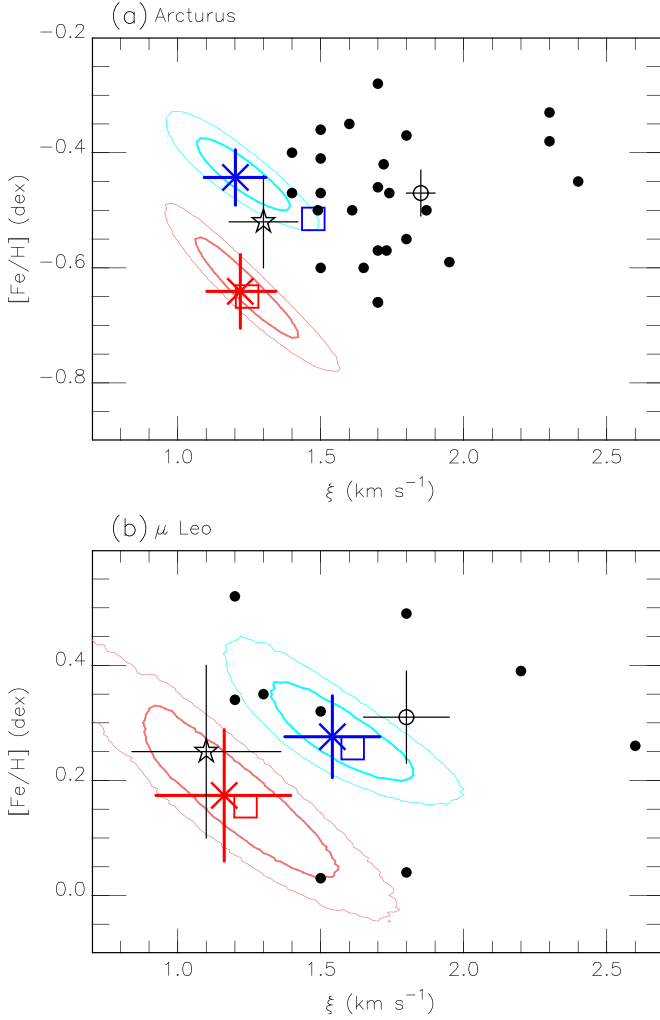 (a) Arcturus
−0.2
−0.4
−0.6
−0.8
[Fe/H] (dex)
1.0 1.5 2.0 2.5
ξ (km s⁻¹)
(b) μ Leo
0.4
0.2
0.0
[Fe/H] (dex)
1.0 1.5 2.0 2.5
ξ (km s⁻¹)